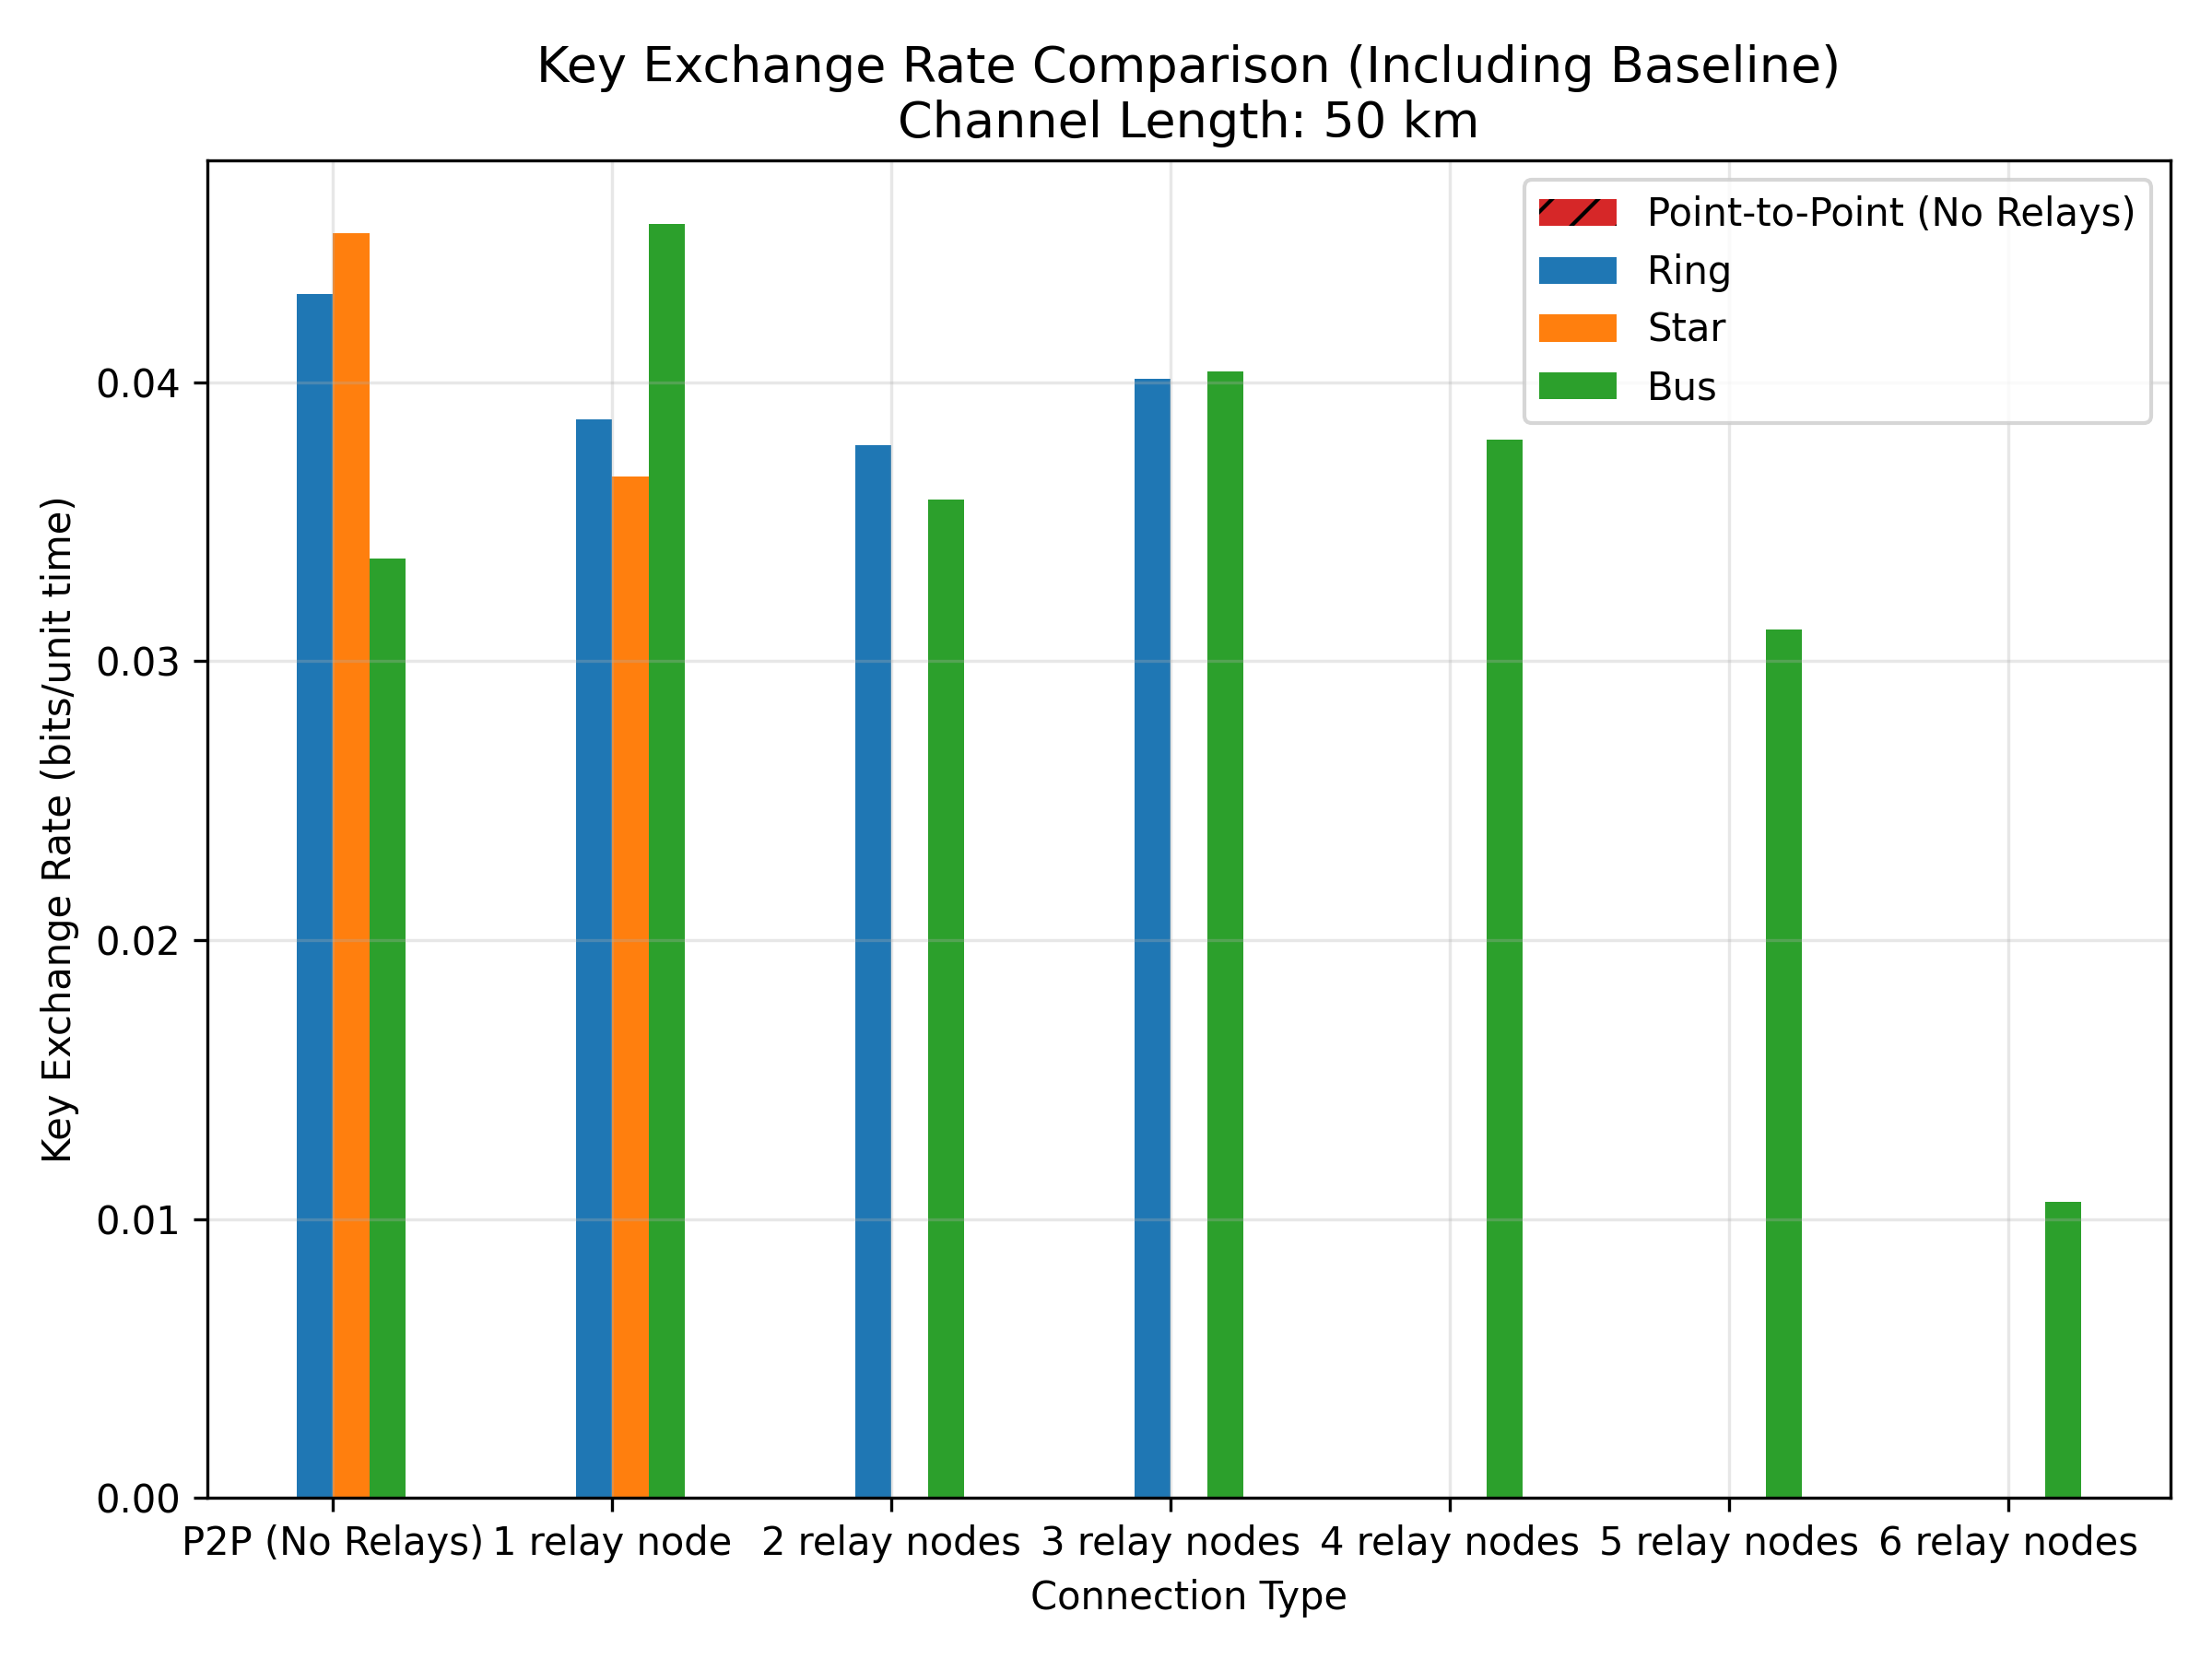 Key Exchange Rate Comparison (Including Baseline)
Channel Length: 50 km
Point-to-Point (No Relays)
Ring
Star
Bus
Key Exchange Rate (bits/unit time)
0.04
0.03
0.02
0.01
0.00
P2P (No Relays) 1 relay node 2 relay nodes 3 relay nodes 4 relay nodes 5 relay nodes 6 relay nodes
Connection Type